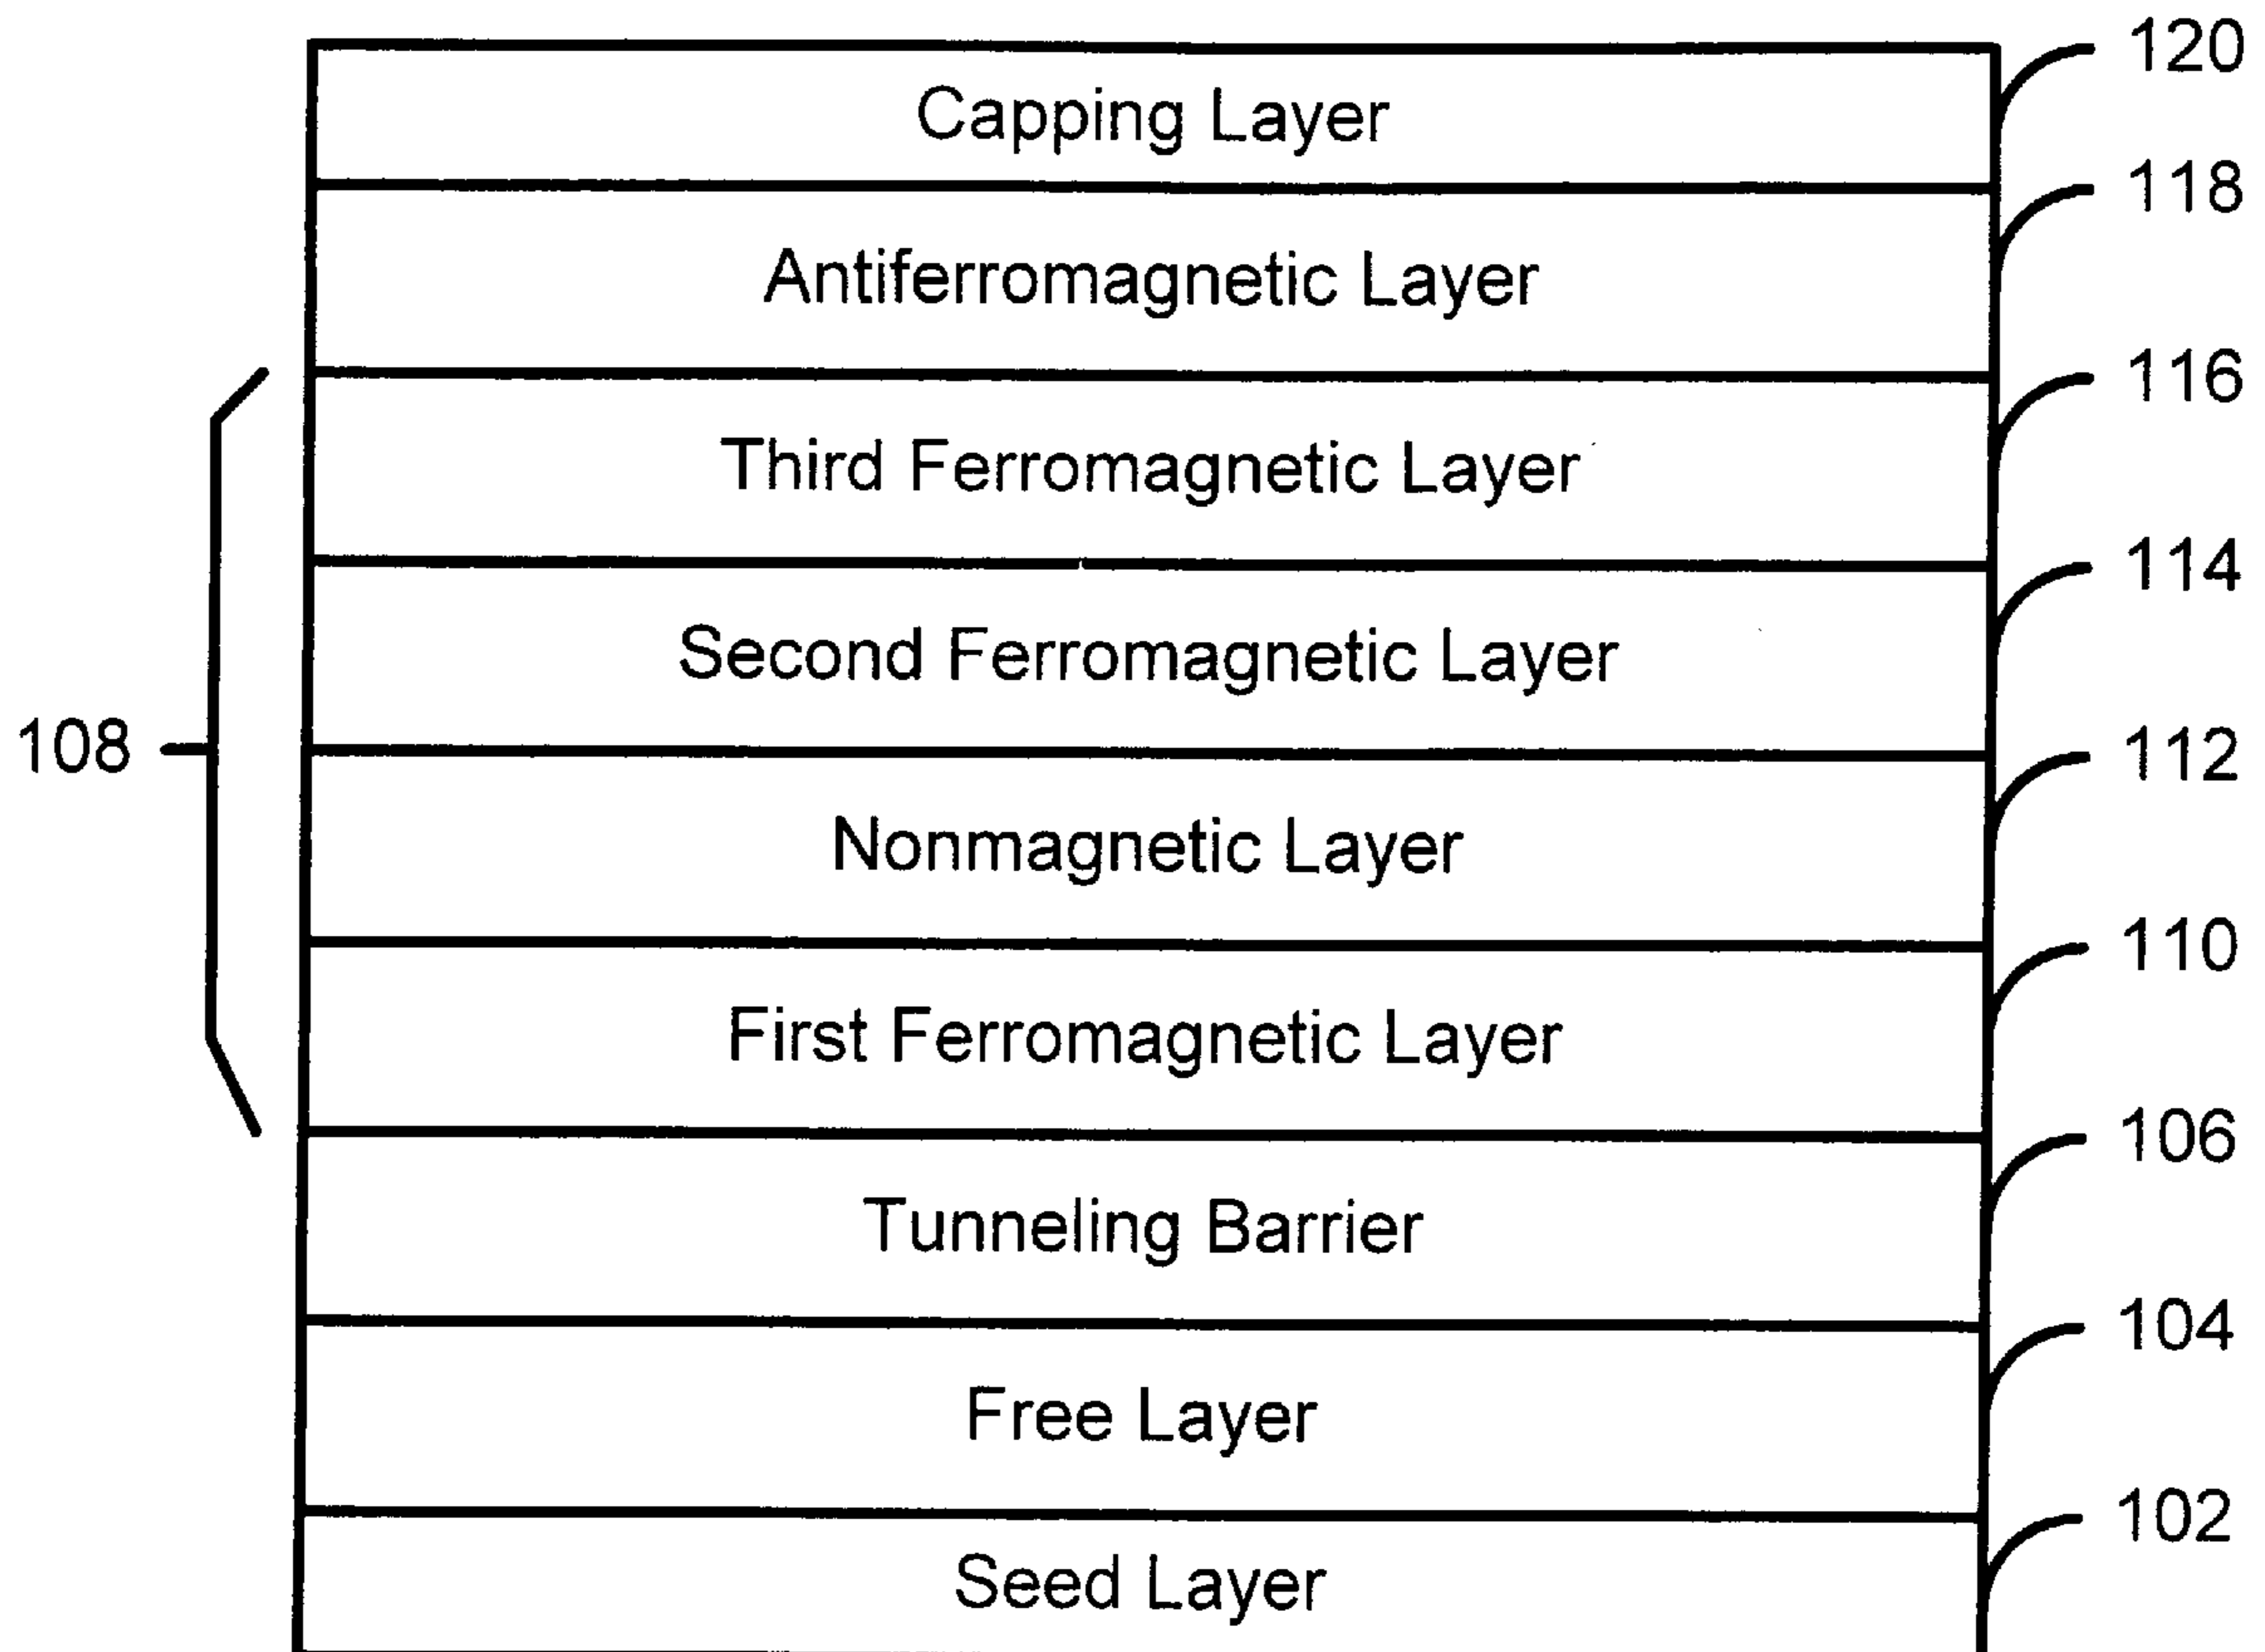 120
Capping Layer
118
Antiferromagnetic Layer
116
Third Ferromagnetic Layer
114
Second Ferromagnetic Layer
108
112
Nonmagnetic Layer
110
First Ferromagnetic Layer
106
Tunneling Barrier
104
Free Layer
102
Seed Layer